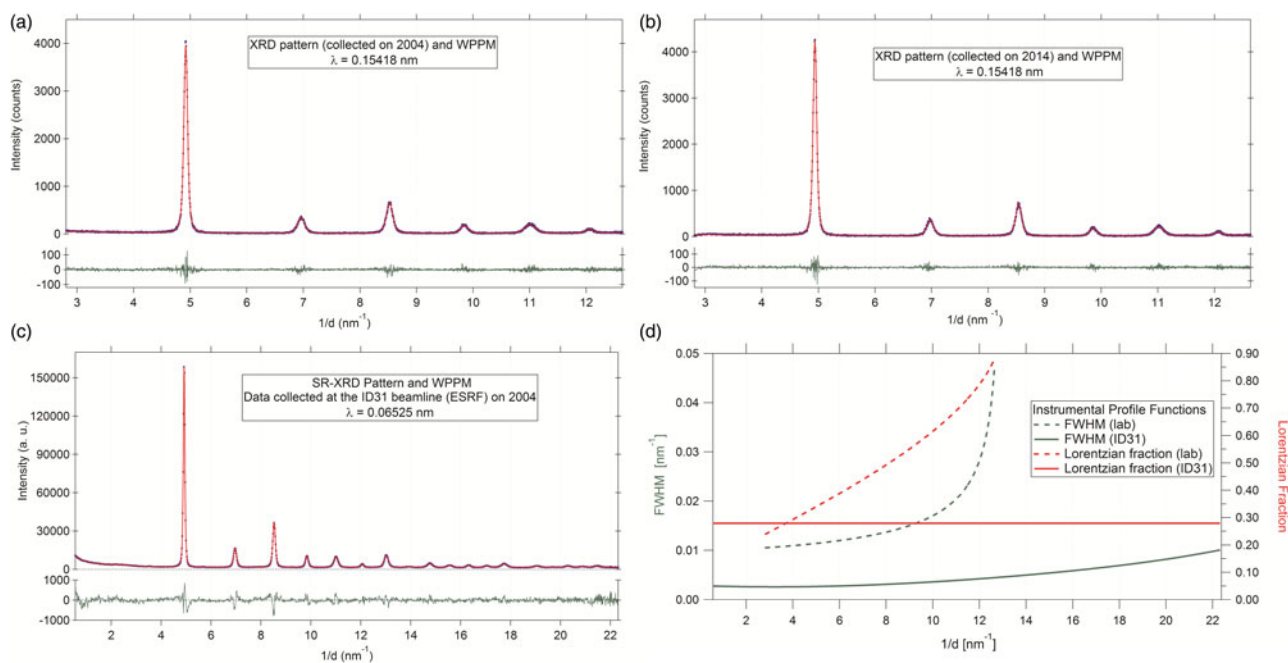 (a)
XRD pattern (collected on 2004) and WPPM
λ = 0.15418 nm
Intensity (counts)
4000
3000
2000
1000
0
100
0
-100
3 4 5 6 7 8 9 10 11 12
1/d (nm⁻¹)
(b)
XRD pattern (collected on 2014) and WPPM
λ = 0.15418 nm
Intensity (counts)
4000
3000
2000
1000
0
100
0
-100
3 4 5 6 7 8 9 10 11 12
1/d (nm⁻¹)
(c)
SR-XRD Pattern and WPPM
Data collected at the ID31 beamline (ESRF) on 2004
λ = 0.06525 nm
Intensity (a. u.)
150000
120000
90000
60000
30000
0
1000
0
-1000
2 4 6 8 10 12 14 16 18 20 22
1/d (nm⁻¹)
(d)
Instrumental Profile Functions
FWHM (lab)
FWHM (ID31)
Lorentzian fraction (lab)
Lorentzian fraction (ID31)
FWHM [nm⁻¹]
0.05
0.04
0.03
0.02
0.01
0.00
Lorentzian Fraction
0.90
0.80
0.70
0.60
0.50
0.40
0.30
0.20
0.10
0.00
2 4 6 8 10 12 14 16 18 20 22
1/d [nm⁻¹]